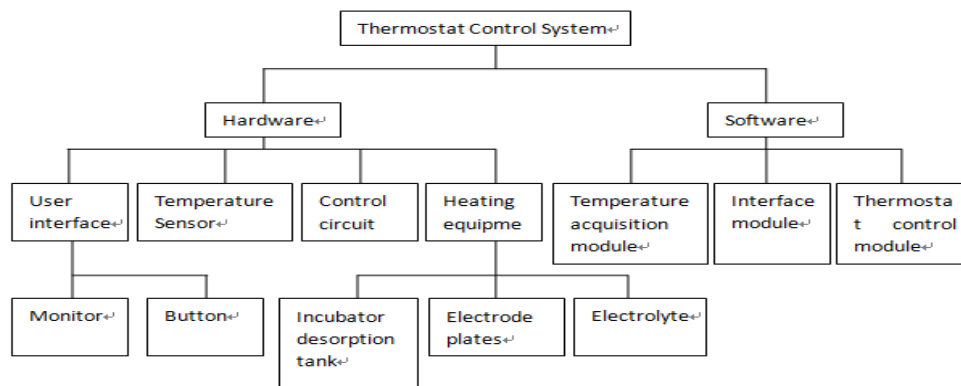 Thermostat Control System
Hardware
Software
User
interface
Temperature
Sensor
Control
circuit
Heating
equipme
Temperature
acquisition
module
Interface
module
Thermosta
t control
module
Monitor
Button
Incubator
desorption
tank
Electrode
plates
Electrolyte